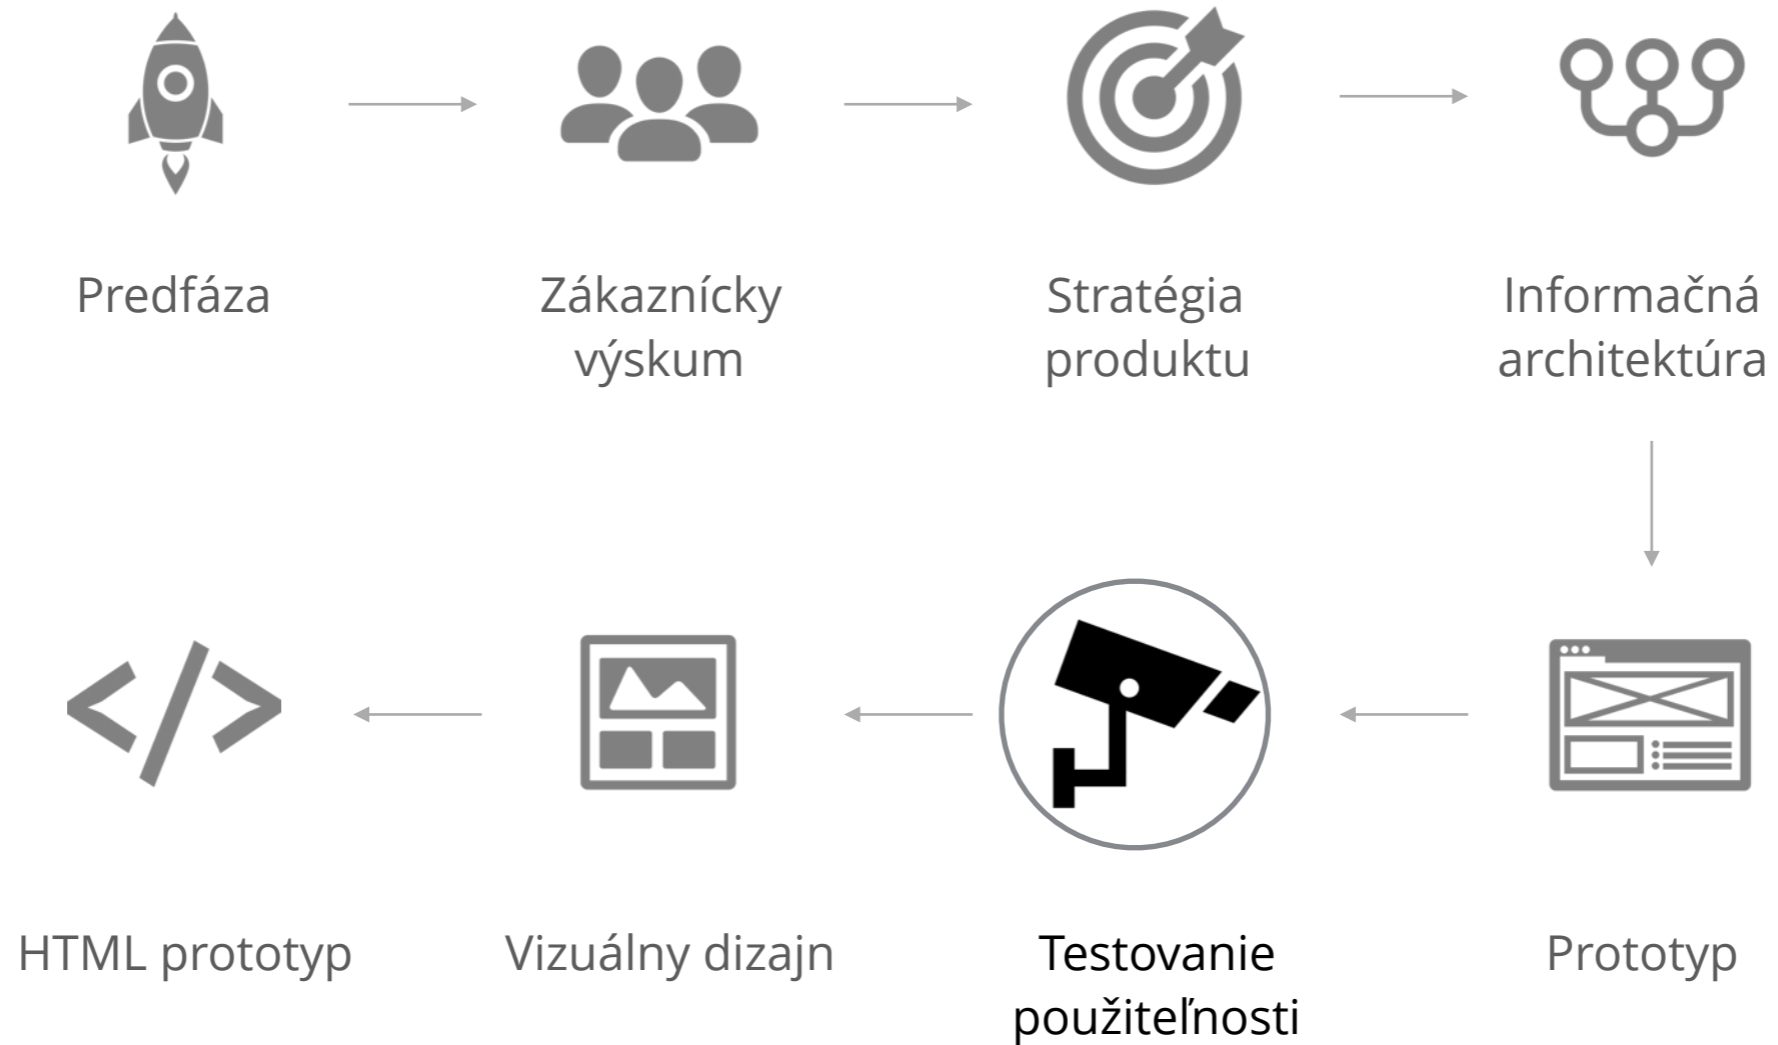 Predfáza
Zákaznícky
výskum
Stratégia
produktu
Informačná
architektúra
HTML prototyp
Vizuálny dizajn
Testovanie
použiteľnosti
Prototyp